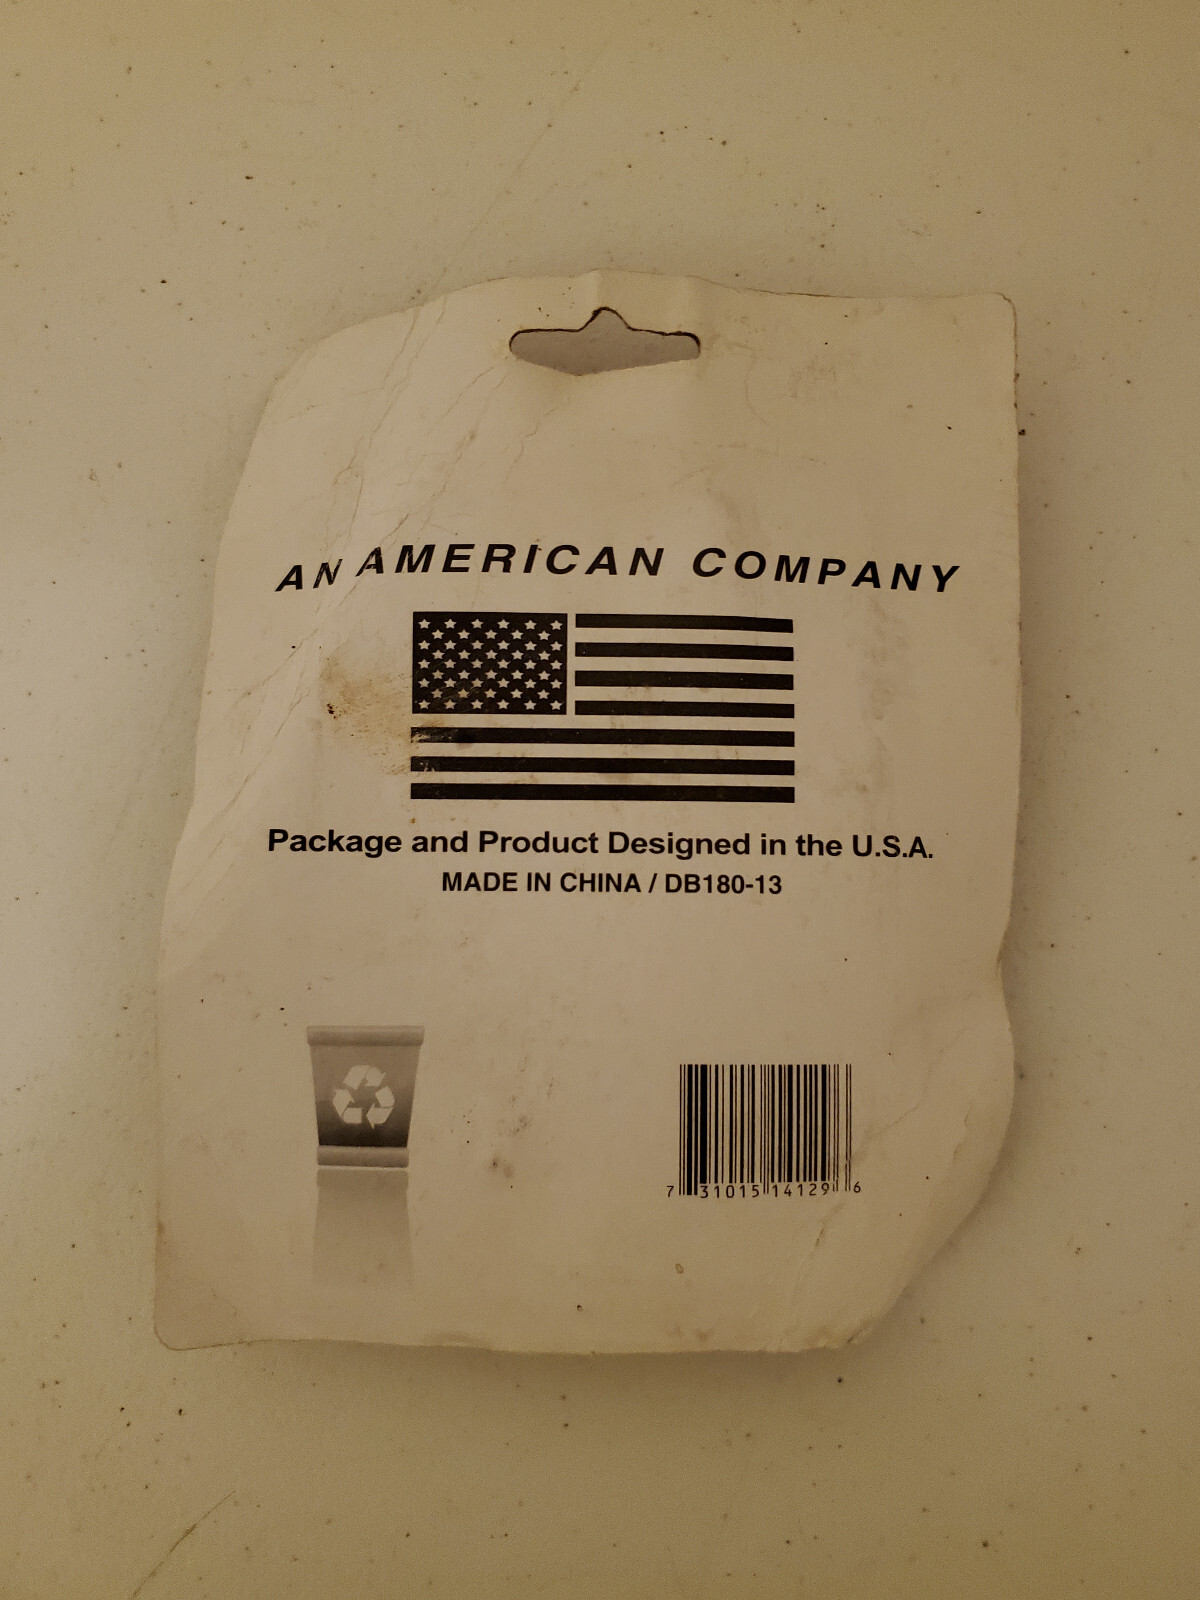 AN AMERICAN COMPANY
Package and Product Designed in the U.S.A.
MADE IN CHINA / DB180-13
7 31015 14129 6